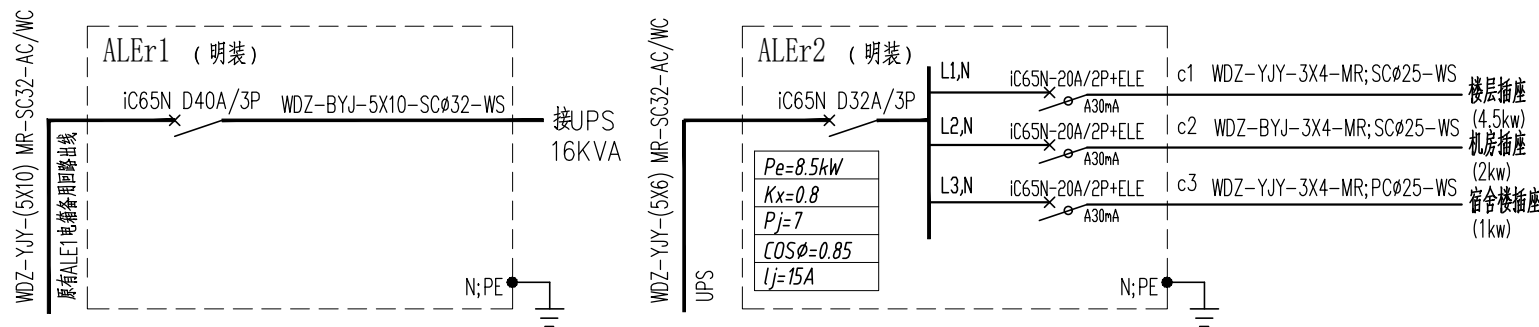 WDZ-YJY-(5X10) MR-SC32-AC/WC
原有ALE1电箱备用回路出线
ALEr1 (明装)
iC65N D40A/3P
WDZ-BYJ-5X10-SCø32-WS
接UPS
16KVA
N;PE
WDZ-YJY-(5X6) MR-SC32-AC/WC
UPS
ALEr2 (明装)
iC65N D32A/3P
Pe=8.5kW
Kx=0.8
Pj=7
COSø=0.85
Ij=15A
L1,N
iC65N-20A/2P+ELE
A30mA
c1 WDZ-YJY-3X4-MR;SCø25-WS
楼层插座
(4.5kw)
L2,N
iC65N-20A/2P+ELE
A30mA
c2 WDZ-BYJ-3X4-MR;SCø25-WS
机房插座
(2kw)
L3,N
iC65N-20A/2P+ELE
A30mA
c3 WDZ-YJY-3X4-MR;PCø25-WS
宿舍楼插座
(1kw)
N;PE